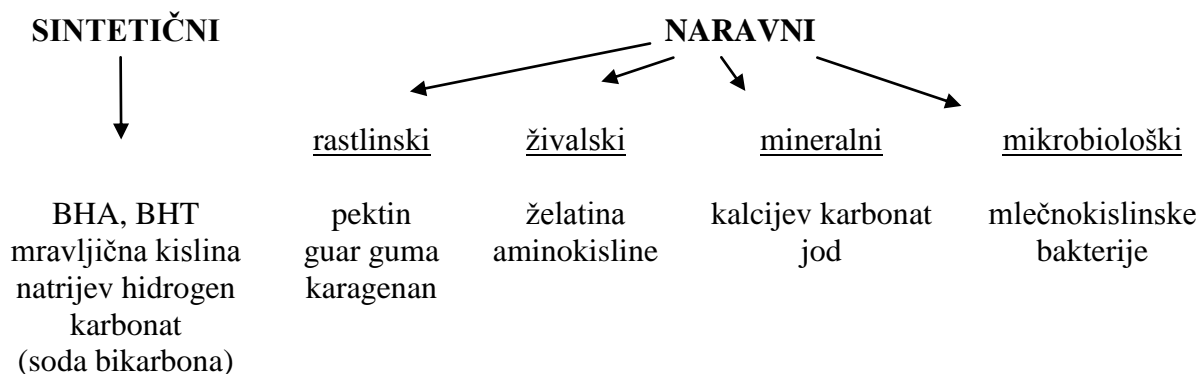 SINTETIČNI
NARAVNI
rastlinski
živalski
mineralni
mikrobiološki
BHA, BHT
mravljična kislina
natrijev hidrogen
karbonat
(soda bikarbona)
pektin
guar guma
karagenan
želatina
aminokisline
kalcijev karbonat
jod
mlečnokislinske
bakterije